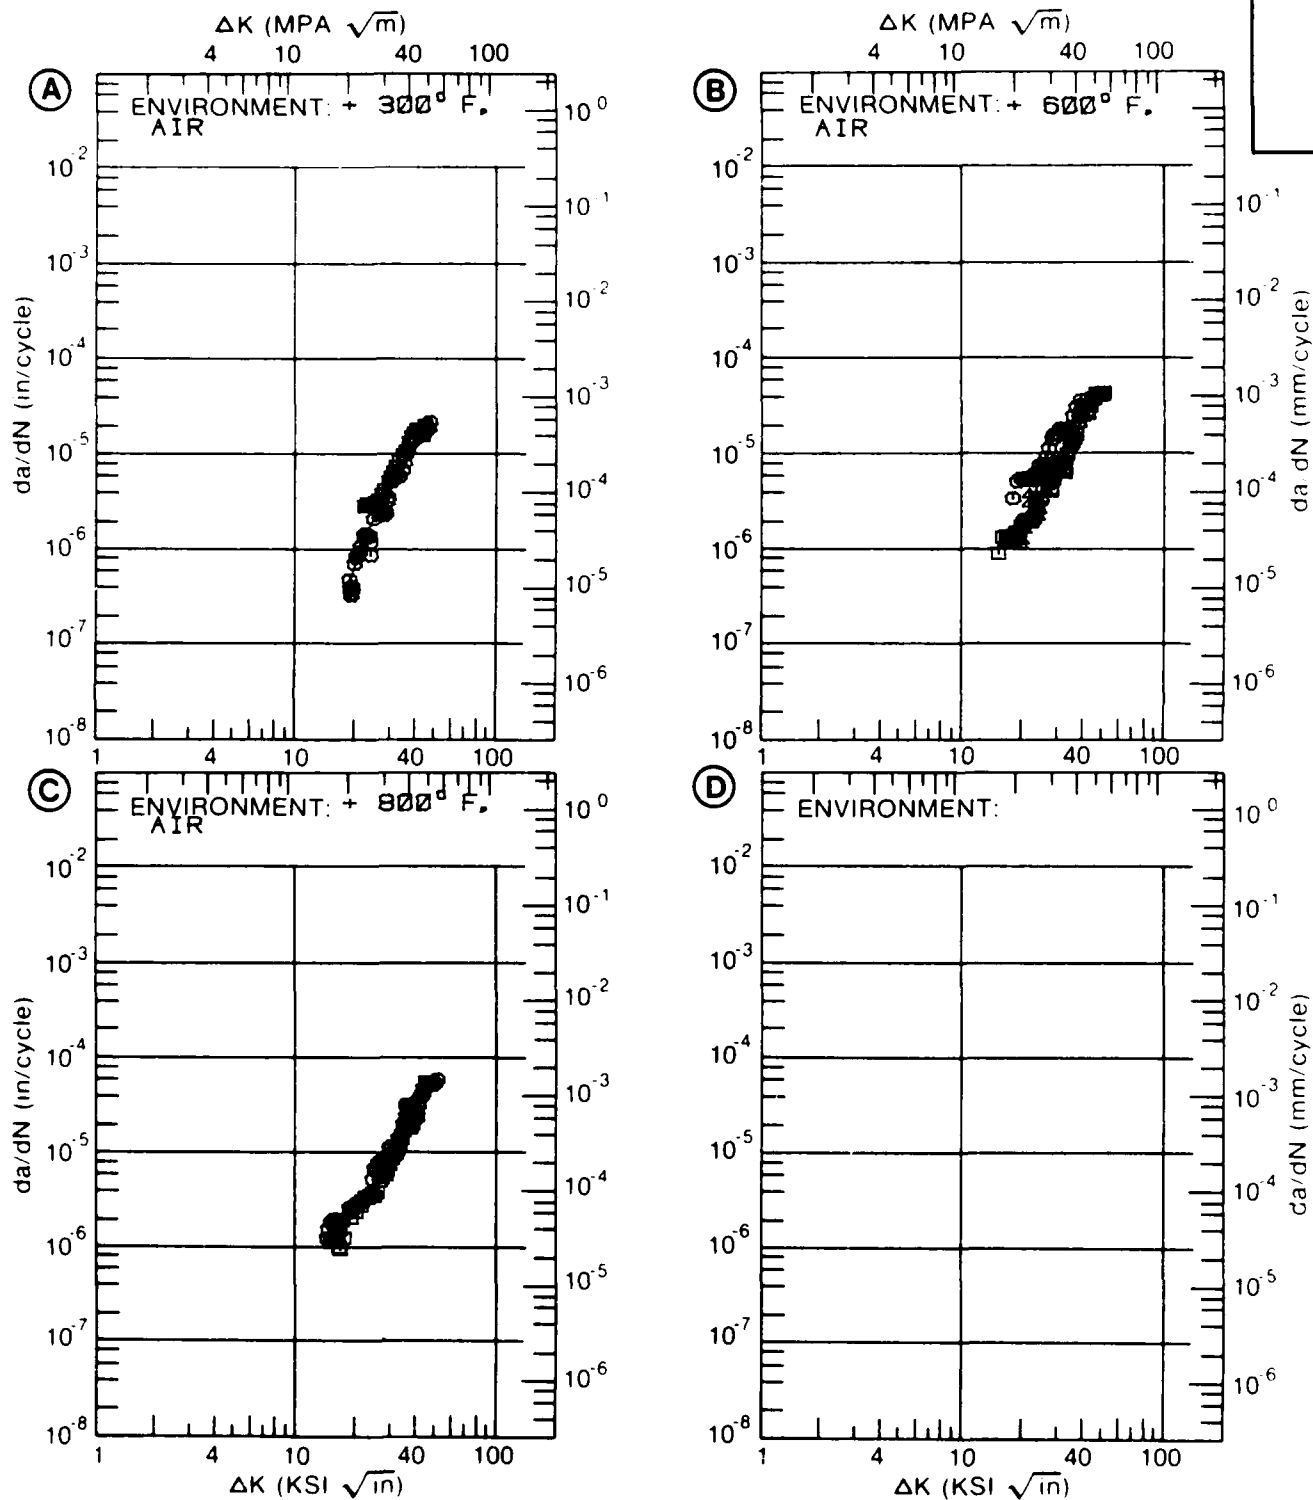 ΔK (MPA √m)
4 10 40 100
A
ENVIRONMENT: + 300° F.
AIR
10^0
10^-2
10^-1
10^-3
10^-2
10^-4
10^-3
10^-5
10^-4
10^-6
10^-5
10^-7
10^-6
10^-8
da/dN (in/cycle)
1 4 10 40 100
ΔK (MPA √m)
4 10 40 100
B
ENVIRONMENT: + 600° F.
AIR
10^-2
10^-1
10^-3
10^-2
10^-4
10^-3
10^-5
10^-4
10^-6
10^-5
10^-7
10^-6
10^-8
da/dN (mm/cycle)
1 4 10 40 100
C
ENVIRONMENT: + 800° F.
AIR
10^0
10^-2
10^-1
10^-3
10^-2
10^-4
10^-3
10^-5
10^-4
10^-6
10^-5
10^-7
10^-6
10^-8
da/dN (in/cycle)
1 4 10 40 100
ΔK (KSI √in)
D
ENVIRONMENT:
10^0
10^-2
10^-1
10^-3
10^-2
10^-4
10^-3
10^-5
10^-4
10^-6
10^-5
10^-7
10^-6
10^-8
da/dN (mm/cycle)
1 4 10 40 100
ΔK (KSI √in)